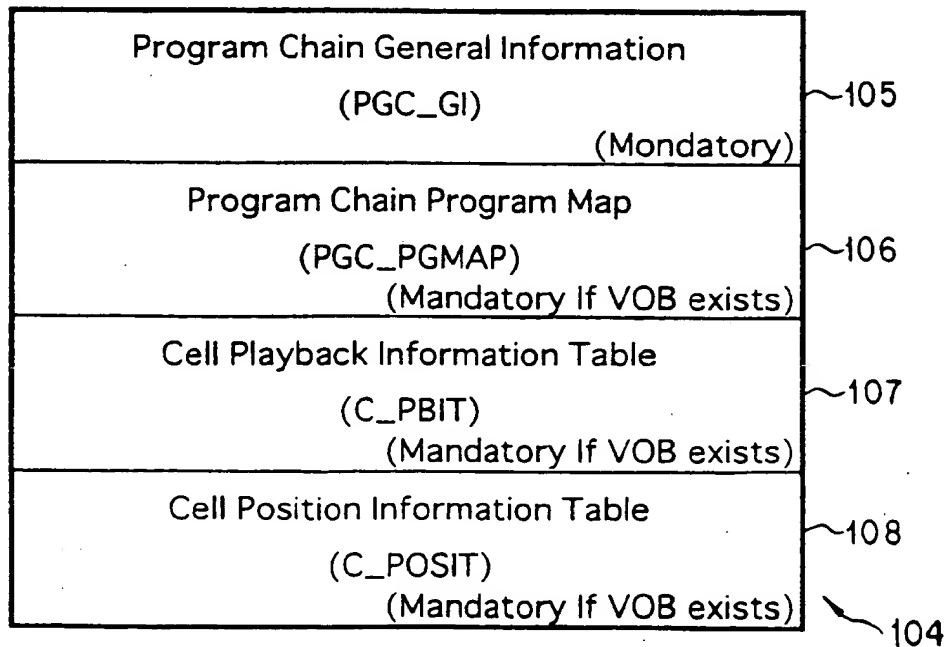 Program Chain General Information
(PGC_GI)
(Mondatory)
105
Program Chain Program Map
(PGC_PGMAP)
(Mandatory If VOB exists)
106
Cell Playback Information Table
(C_PBIT)
(Mandatory If VOB exists)
107
Cell Position Information Table
(C_POSIT)
(Mandatory If VOB exists)
108
104